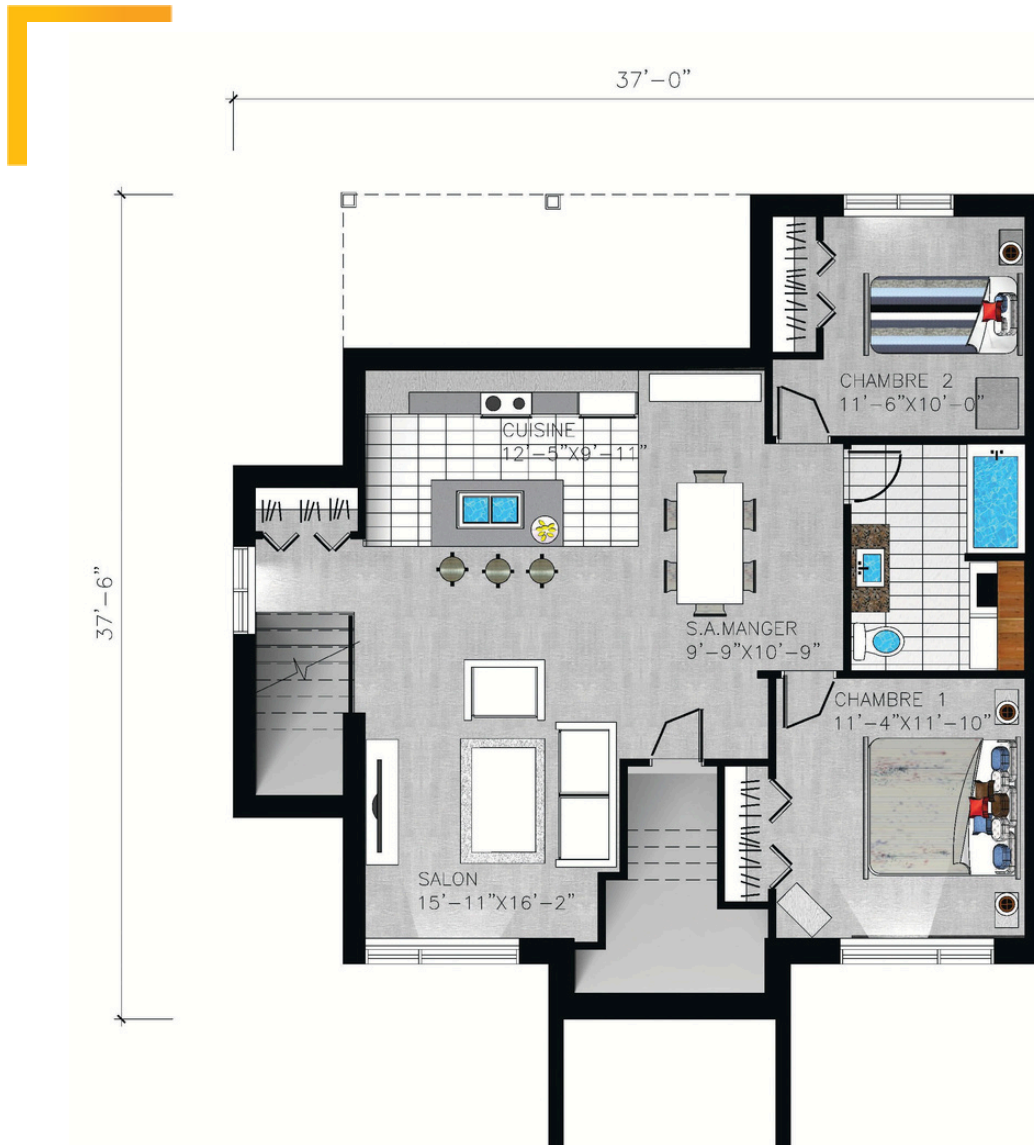 37'-0"
CHAMBRE 2
11'-6"X10'-0"
CUISINE
12'-5"X9'-11"
37'-6"
S.A.MANGER
9'-9"X10'-9"
CHAMBRE 1
11'-4"X11'-10"
SALON
15'-11"X16'-2"